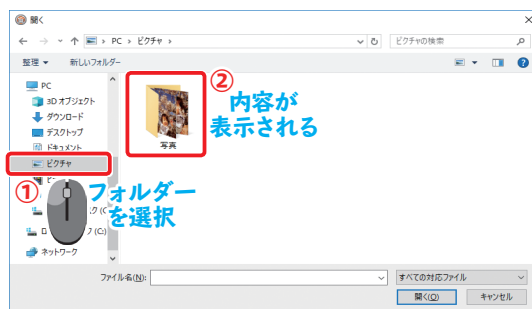 開く
PC › ピクチャ ›
ピクチャの検索
整理
新しいフォルダー
PC
3D オブジェクト
ダウンロード
デスクトップ
ドキュメント
ピクチャ
ネットワーク
写真
①
フォルダー
を選択
②
内容が
表示される
ファイル名(N):
すべての対応ファイル
開く(O)
キャンセル